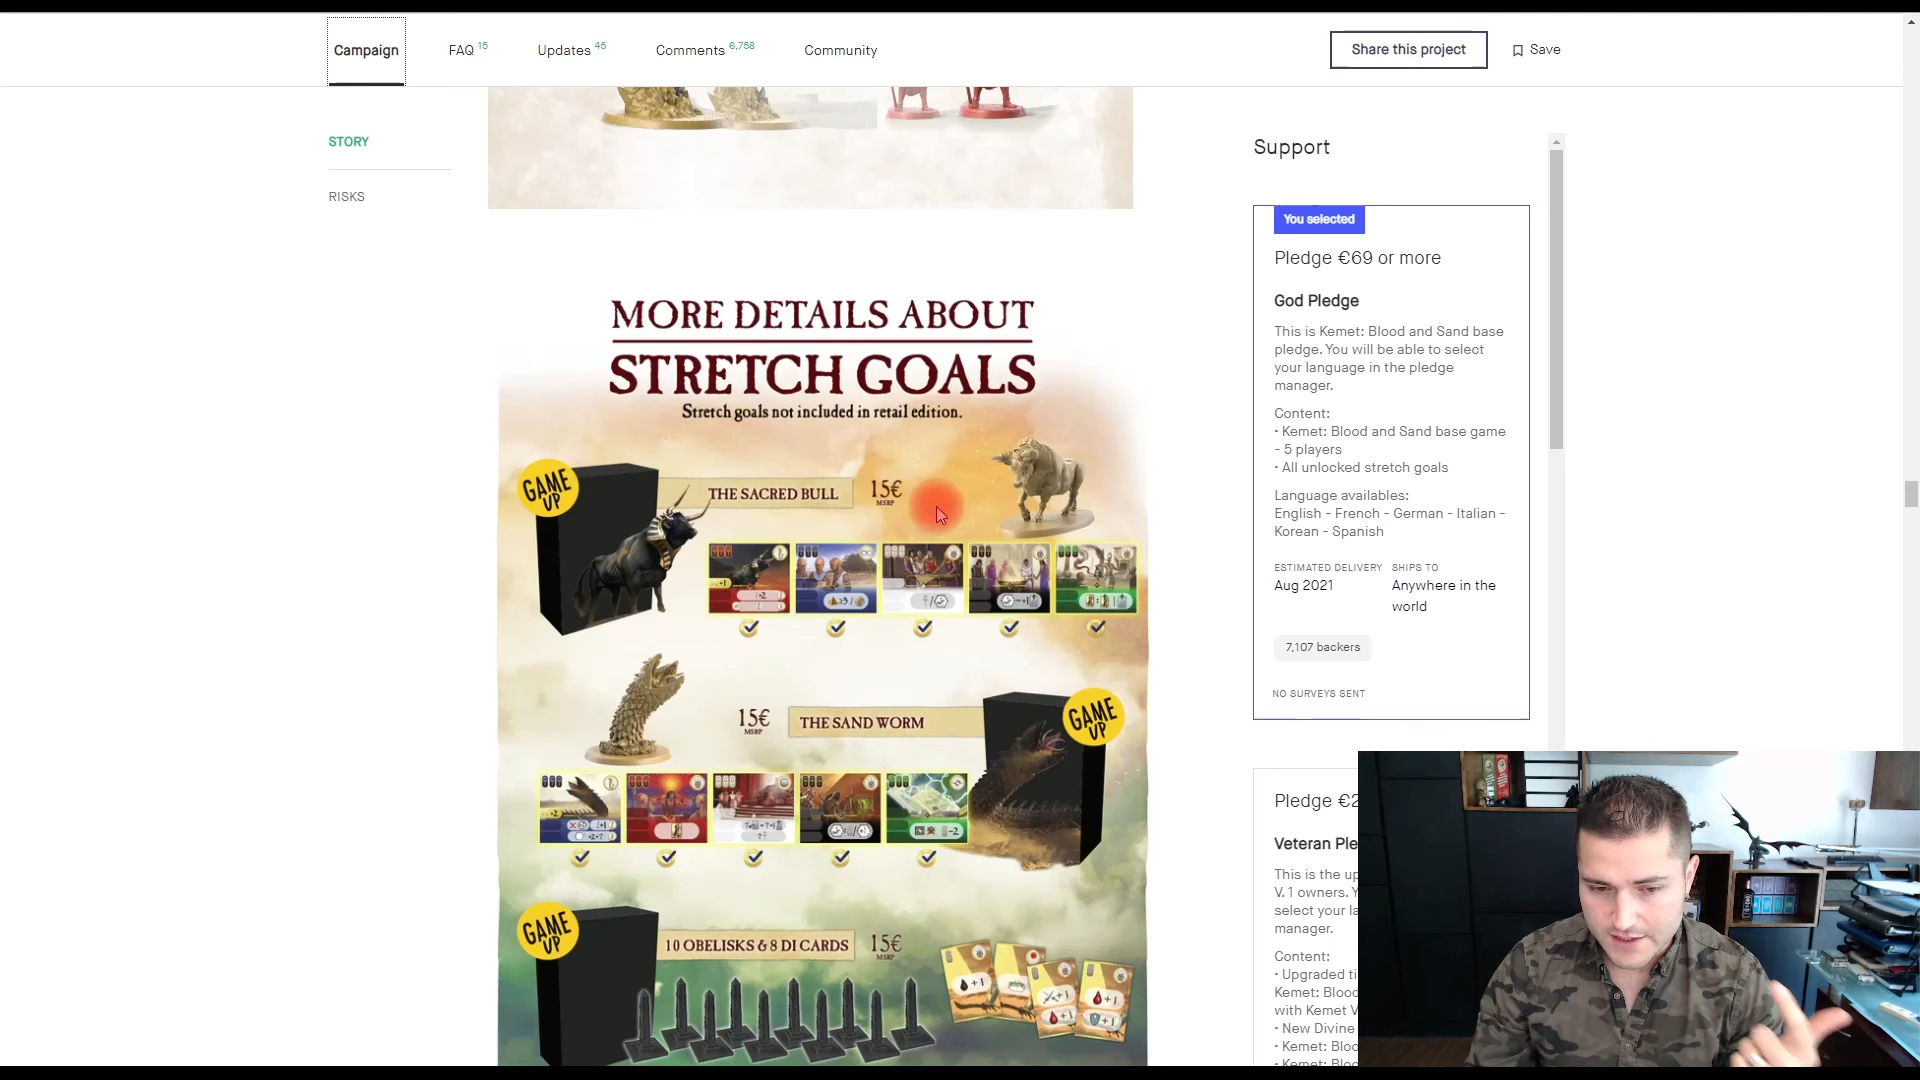 Campaign
FAQ 15
Updates 45
Comments 6,758
Community
Share this project
Save
STORY
RISKS
MORE DETAILS ABOUT
STRETCH GOALS
Stretch goals not included in retail edition.
GAME
UP
THE SACRED BULL
15€
MSRP
15€
MSRP
THE SAND WORM
GAME
UP
GAME
UP
10 OBELISKS & 8 DI CARDS
15€
MSRP
Support
You selected
Pledge €69 or more
God Pledge
This is Kemet: Blood and Sand base
pledge. You will be able to select
your language in the pledge
manager.
Content:
• Kemet: Blood and Sand base game
- 5 players
• All unlocked stretch goals
Language availables:
English - French - German - Italian -
Korean - Spanish
ESTIMATED DELIVERY
Aug 2021
SHIPS TO
Anywhere in the
world
7,107 backers
NO SURVEYS SENT
Pledge €2
Veteran Ple
This is the up
V. 1 owners. Y
select your la
manager.
Content:
• Upgraded ti
Kemet: Blood
with Kemet V
• New Divine
• Kemet: Bloo
• Kemet: Bloo